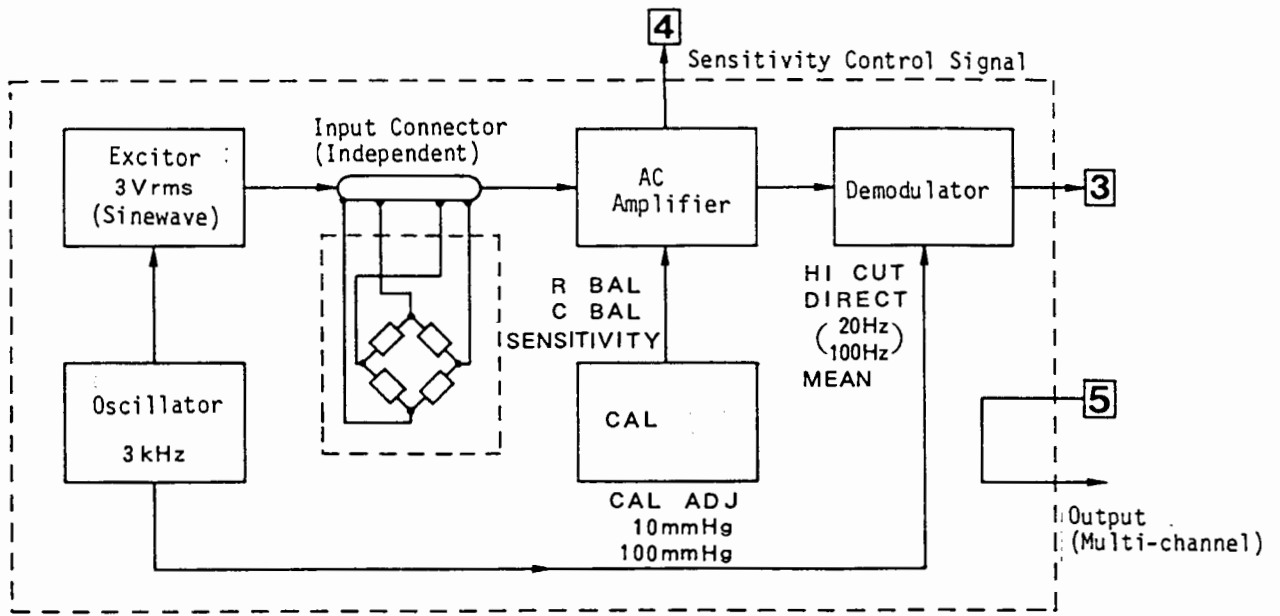 4
Sensitivity Control Signal
Excitor
3Vrms
(Sinewave)
Input Connector
(Independent)
AC
Amplifier
Demodulator
3
R BAL
C BAL
SENSITIVITY
HI CUT
DIRECT
(20Hz
100Hz)
MEAN
Oscillator
3kHz
CAL
5
CAL ADJ
10mmHg
100mmHg
Output
(Multi-channel)